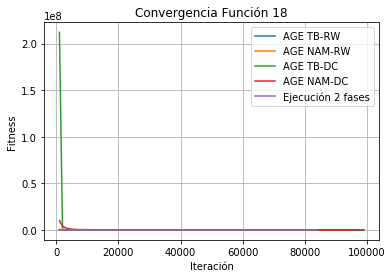 Convergencia Función 18
1e8
AGE TB-RW
AGE NAM-RW
AGE TB-DC
AGE NAM-DC
Ejecución 2 fases
Fitness
2.0
1.5
1.0
0.5
0.0
0 20000 40000 60000 80000 100000
Iteración